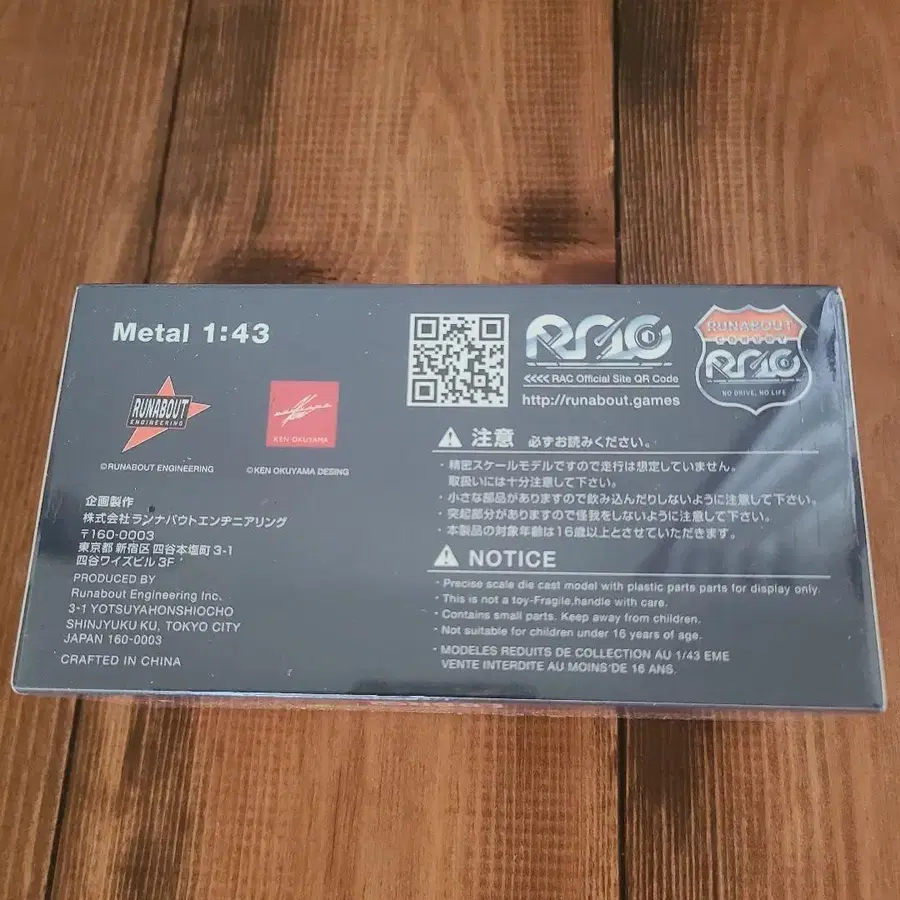 Metal 1:43
RUNABOUT
ENGINEERING
©RUNABOUT ENGINEERING
KEN OKUYAMA
©KEN OKUYAMA DESING
企画製作
株式会社ランナバウトエンヂニアリング
〒160-0003
東京都 新宿区 四谷本塩町 3-1
四谷ワイズビル 3F
PRODUCED BY
Runabout Engineering Inc.
3-1 YOTSUYAHONSHIOCHO
SHINJYUKU KU, TOKYO CITY
JAPAN 160-0003
CRAFTED IN CHINA
RAC
<<<< RAC Official Site QR Code
http://runabout.games
RUNABOUT
CONVOY
RAC
NO DRIVE, NO LIFE
注意 必ずお読みください。
・精密スケールモデルですので走行は想定していません。
取扱いには十分注意して下さい。
・小さな部品がありますので飲み込んだりしないように注意して下さい。
・突起部分がありますので怪我をしないように注意して下さい。
・本製品の対象年齢は16歳以上とさせていただきます。
NOTICE
・Precise scale die cast model with plastic parts parts for display only.
・This is not a toy-Fragile,handle with care.
・Contains small parts. Keep away from children.
・Not suitable for children under 16 years of age.
・MODELES REDUITS DE COLLECTION AU 1/43 EME
VENTE INTERDITE AU MOINS DE 16 ANS.